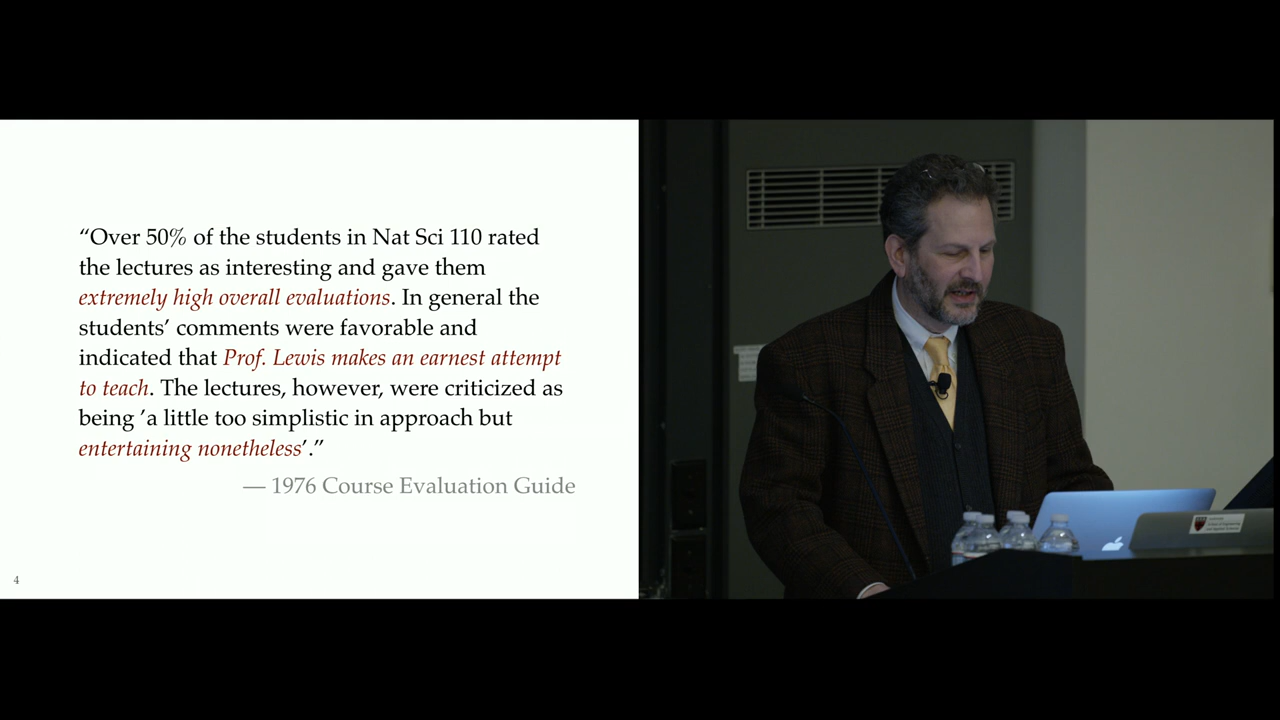 “Over 50% of the students in Nat Sci 110 rated
the lectures as interesting and gave them
extremely high overall evaluations. In general the
students’ comments were favorable and
indicated that Prof. Lewis makes an earnest attempt
to teach. The lectures, however, were criticized as
being ’a little too simplistic in approach but
entertaining nonetheless’.”
— 1976 Course Evaluation Guide
4